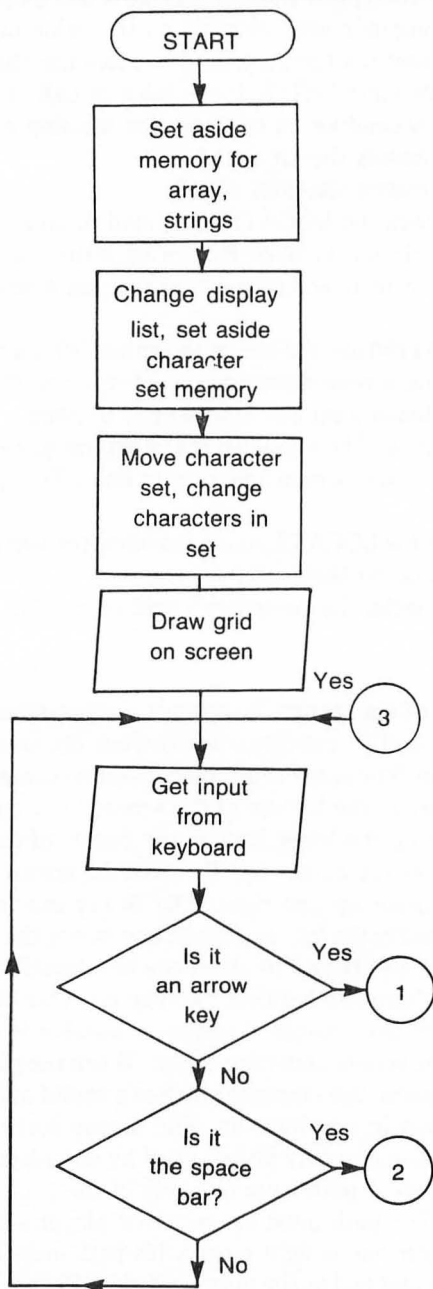 START
Set aside
memory for
array,
strings
Change display
list, set aside
character
set memory
Move character
set, change
characters in
set
Draw grid
on screen
Yes
3
Get input
from
keyboard
Is it
an arrow
key
Yes
1
No
Is it
the space
bar?
Yes
2
No